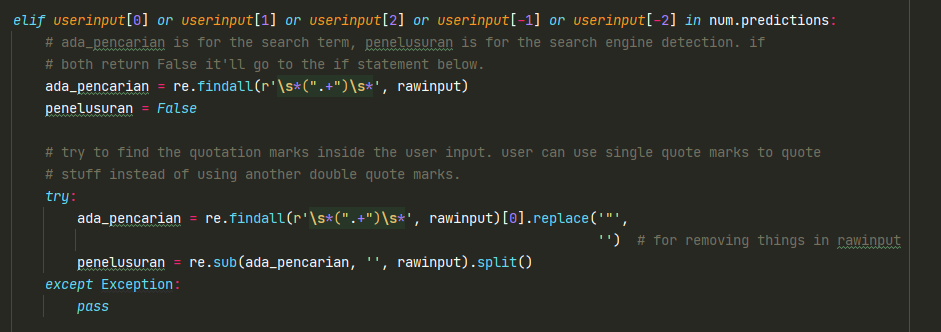 elif userinput[0] or userinput[1] or userinput[2] or userinput[-1] or userinput[-2] in num.predictions:
    # ada_pencarian is for the search term, penelusuran is for the search engine detection. if
    # both return False it'll go to the if statement below.
    ada_pencarian = re.findall(r'\s*(".+")\s*', rawinput)
    penelusuran = False

    # try to find the quotation marks inside the user input. user can use single quote marks to quote
    # stuff instead of using another double quote marks.
    try:
        ada_pencarian = re.findall(r'\s*(".+")\s*', rawinput)[0].replace('"',
                                                                         '')  # for removing things in rawinput
        penelusuran = re.sub(ada_pencarian, '', rawinput).split()
    except Exception:
        pass